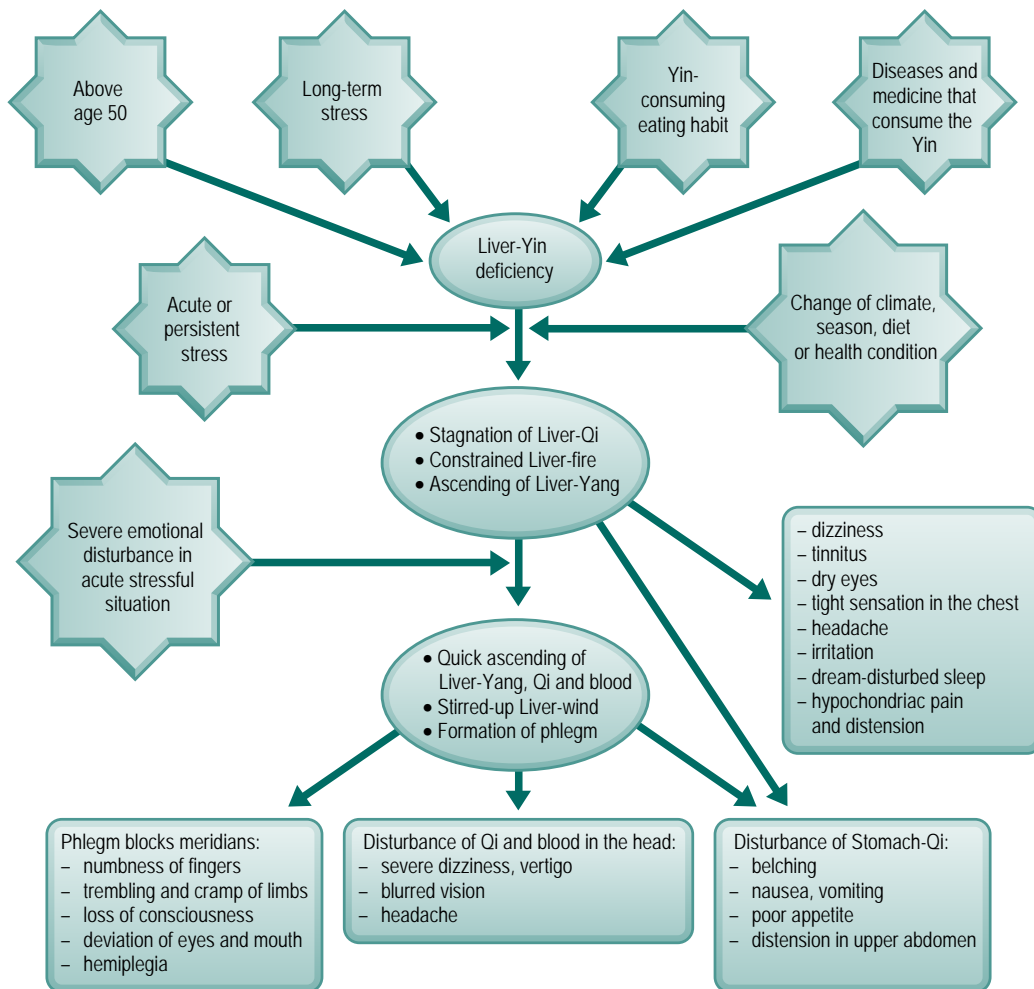 Above
age 50
Long-term
stress
Yin-
consuming
eating habit
Diseases and
medicine that
consume the
Yin
Liver-Yin
deficiency
Acute or
persistent
stress
Change of climate,
season, diet
or health condition
• Stagnation of Liver-Qi
• Constrained Liver-fire
• Ascending of Liver-Yang
Severe emotional
disturbance in
acute stressful
situation
– dizziness
– tinnitus
– dry eyes
– tight sensation in the chest
– headache
– irritation
– dream-disturbed sleep
– hypochondriac pain
and distension
• Quick ascending of
Liver-Yang, Qi and blood
• Stirred-up Liver-wind
• Formation of phlegm
Phlegm blocks meridians:
– numbness of fingers
– trembling and cramp of limbs
– loss of consciousness
– deviation of eyes and mouth
– hemiplegia
Disturbance of Qi and blood in the head:
– severe dizziness, vertigo
– blurred vision
– headache
Disturbance of Stomach-Qi:
– belching
– nausea, vomiting
– poor appetite
– distension in upper abdomen